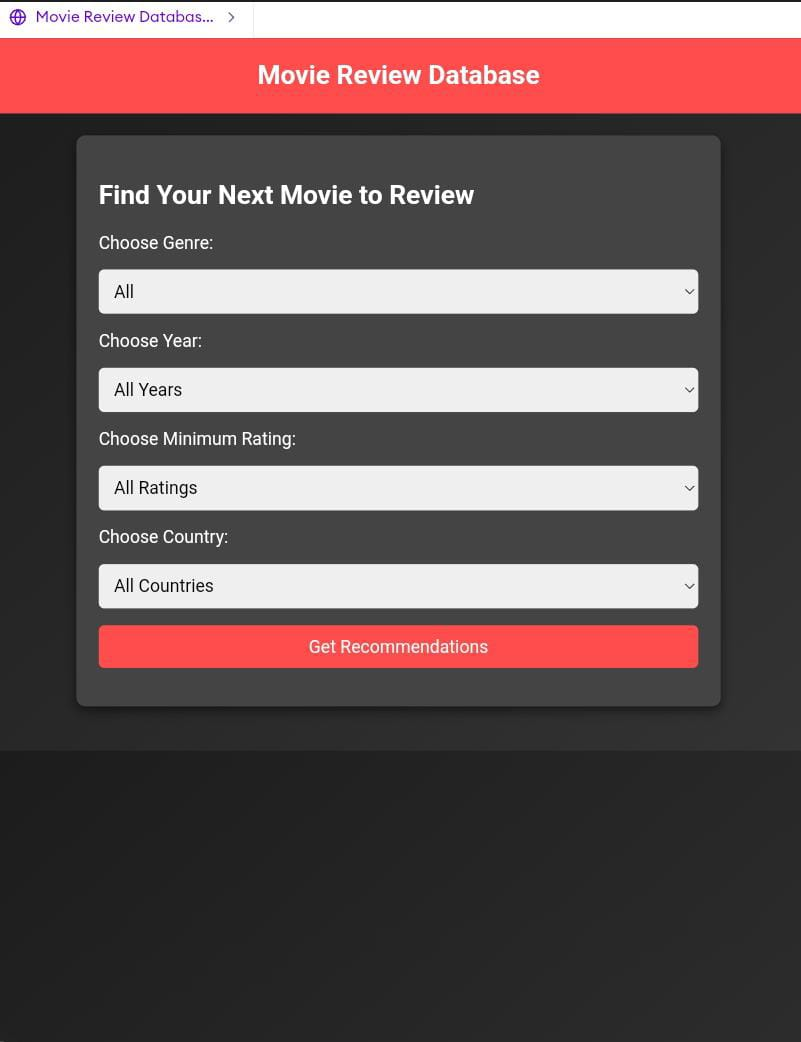 Movie Review Databas...
Movie Review Database
Find Your Next Movie to Review
Choose Genre:
All
Choose Year:
All Years
Choose Minimum Rating:
All Ratings
Choose Country:
All Countries
Get Recommendations